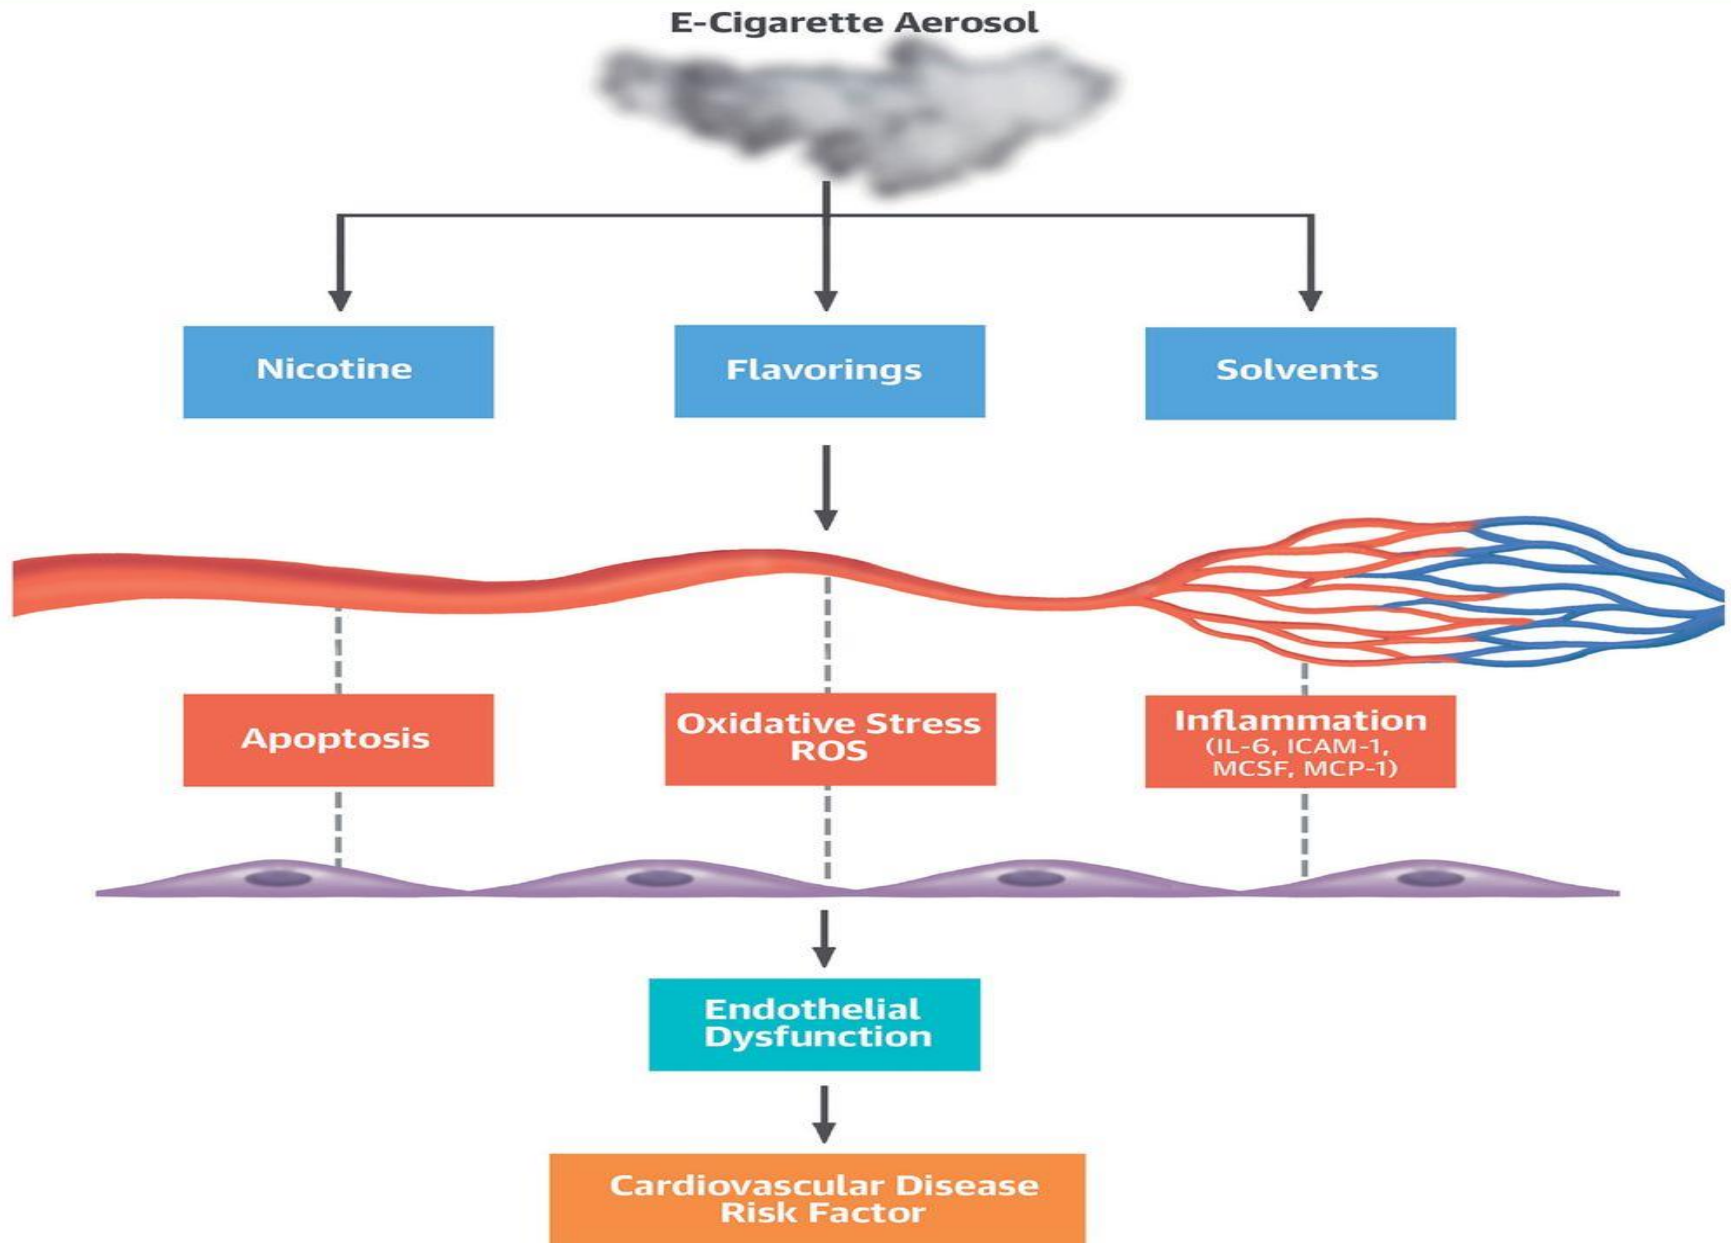 E-Cigarette Aerosol
Nicotine
Flavorings
Solvents
Apoptosis
Oxidative Stress
ROS
Inflammation
(IL-6, ICAM-1,
MCSF, MCP-1)
Endothelial
Dysfunction
Cardiovascular Disease
Risk Factor